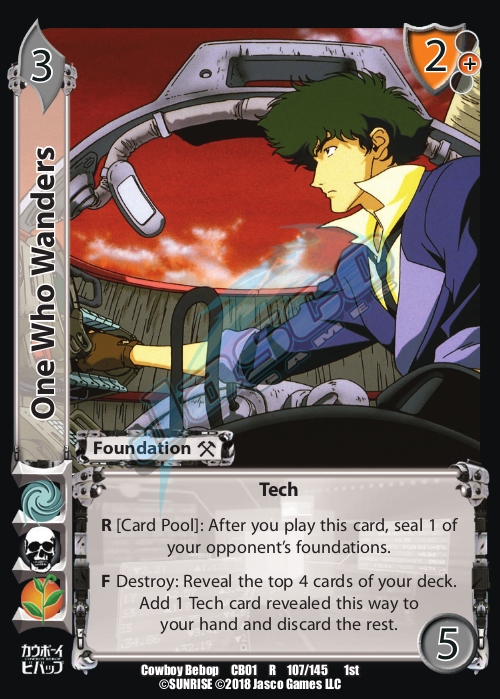 3
2
+
One Who Wanders
Foundation
Tech
R [Card Pool]: After you play this card, seal 1 of
your opponent's foundations.
F Destroy: Reveal the top 4 cards of your deck.
Add 1 Tech card revealed this way to
your hand and discard the rest.
5
カウボーイ
ビバップ
Cowboy Bebop CB01 R 107/145 1st
©SUNRISE ©2018 Jasco Games LLC
JASCO
GAMES